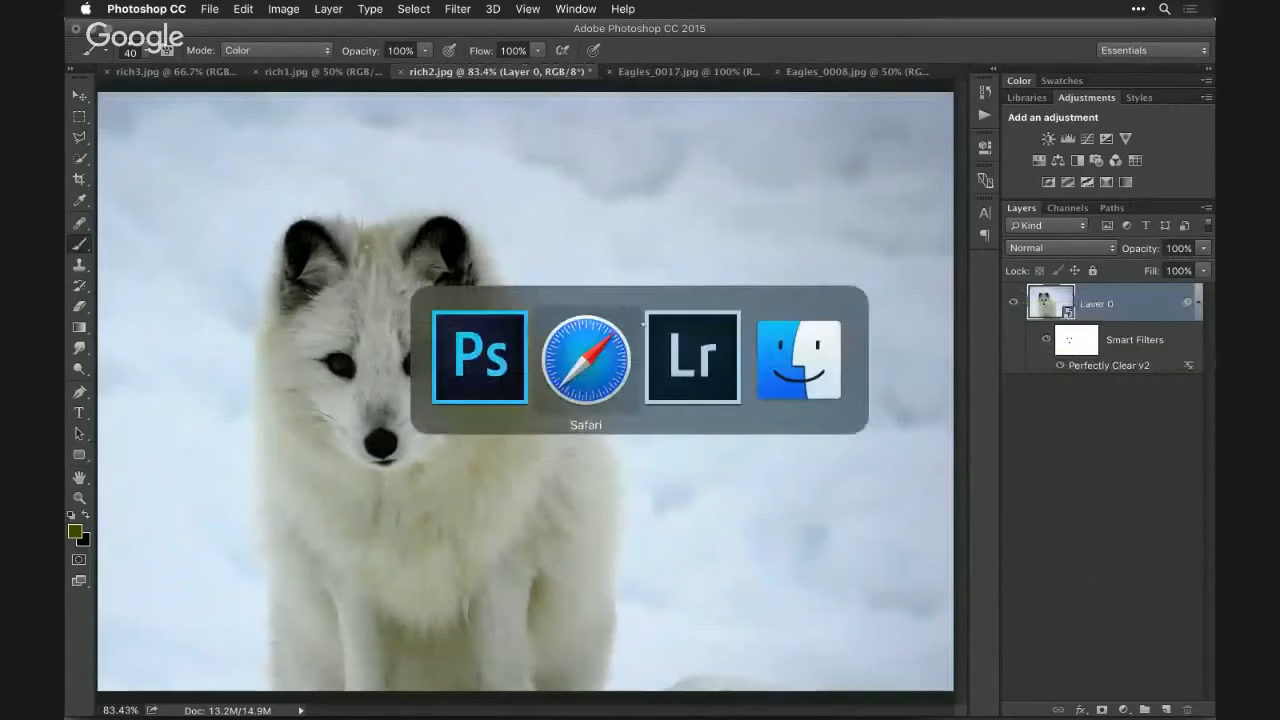 Photoshop CC File Edit Image Layer Type Select Filter 3D View Window Help
Adobe Photoshop CC 2015
Google
40 Mode: Color Opacity: 100% Flow: 100% Essentials
rich3.jpg @ 66.7% (RGB... rich1.jpg @ 50% (RGB/... rich2.jpg @ 83.4% (Layer 0, RGB/8*) * Eagles_0017.jpg @ 100% (R... Eagles_0008.jpg @ 50% (RG...
Color Swatches
Libraries Adjustments Styles
Add an adjustment
Layers Channels Paths
Kind
Normal Opacity: 100%
Lock: Fill: 100%
Layer 0
Smart Filters
Perfectly Clear v2
Ps Lr
Safari
83.43% Doc: 13.2M/14.9M